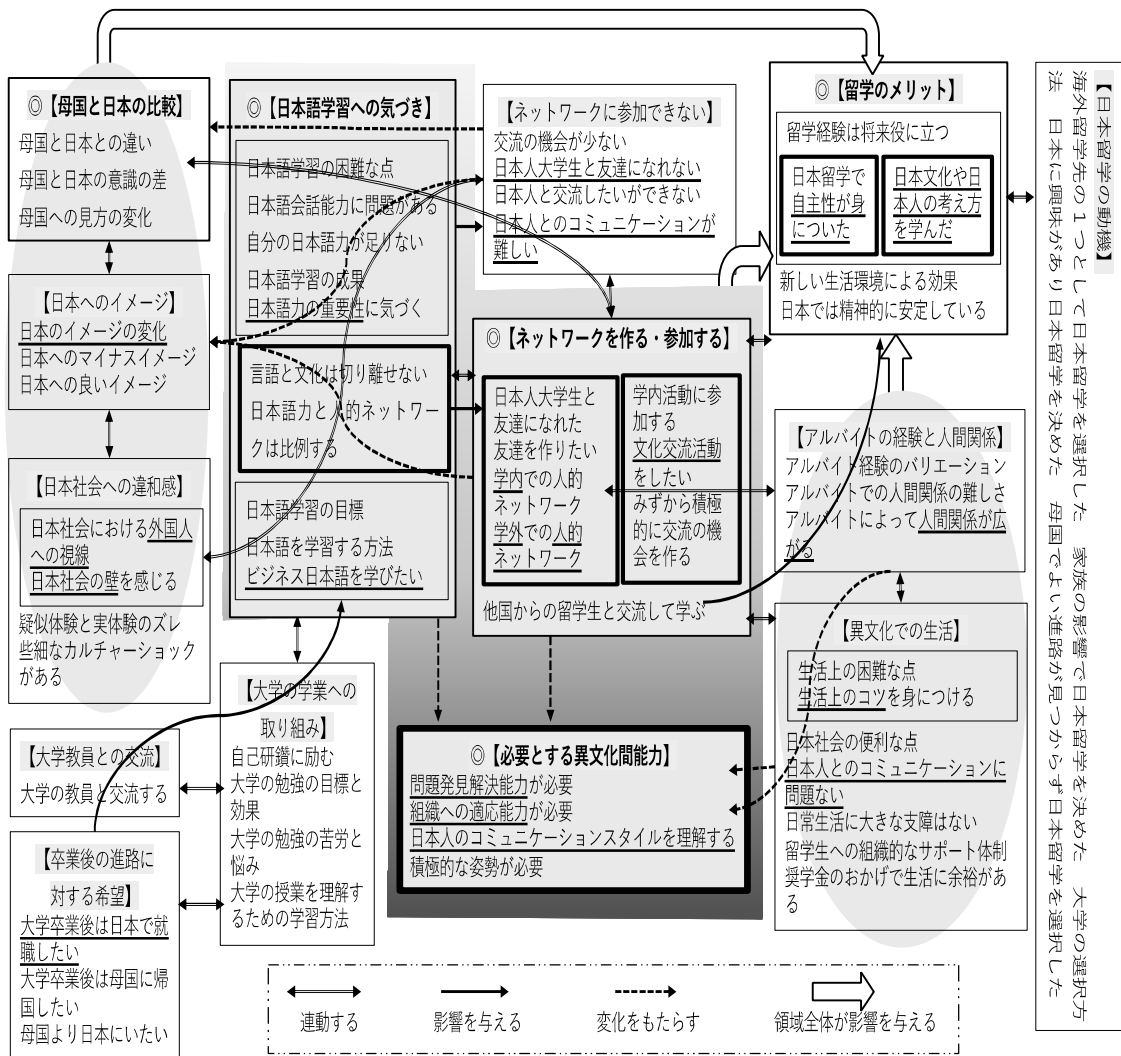 ◎【母国と日本の比較】
母国と日本との違い
母国と日本の意識の差
母国への見方の変化
【日本へのイメージ】
日本のイメージの変化
日本へのマイナスイメージ
日本への良いイメージ
【日本社会への違和感】
日本社会における外国人
への視線
日本社会の壁を感じる
疑似体験と実体験のズレ
些細なカルチャーショック
がある
【大学教員との交流】
大学の教員と交流する
【卒業後の進路に
対する希望】
大学卒業後は日本で就
職したい
大学卒業後は母国に帰
国したい
母国より日本にいたい
◎【日本語学習への気づき】
日本語学習の困難な点
日本語会話能力に問題がある
自分の日本語力が足りない
日本語学習の成果
日本語力の重要性に気づく
言語と文化は切り離せない
日本語力と人的ネットワー
クは比例する
日本語学習の目標
日本語を学習する方法
ビジネス日本語を学びたい
【大学の学業への
取り組み】
自己研鑽に励む
大学の勉強の目標と
効果
大学の勉強の苦労と
悩み
大学の授業を理解す
るための学習方法
【ネットワークに参加できない】
交流の機会が少ない
日本人大学生と友達になれない
日本人と交流したいができない
日本人とのコミュニケーションが
難しい
◎【ネットワークを作る・参加する】
日本人大学生と
友達になれた
友達を作りたい
学内での人的
ネットワーク
学外での人的
ネットワーク
学内活動に参
加する
文化交流活動
をしたい
みずから積極
的に交流の機
会を作る
他国からの留学生と交流して学ぶ
◎【必要とする異文化間能力】
問題発見解決能力が必要
組織への適応能力が必要
日本人のコミュニケーションスタイルを理解する
積極的な姿勢が必要
◎【留学のメリット】
留学経験は将来役に立つ
日本留学で
自主性が身
についた
日本文化や日
本人の考え方
を学んだ
新しい生活環境による効果
日本では精神的に安定している
【アルバイトの経験と人間関係】
アルバイト経験のバリエーション
アルバイトでの人間関係の難しさ
アルバイトによって人間関係が広
がる
【異文化での生活】
生活上の困難な点
生活上のコツを身につける
日本社会の便利な点
日本人とのコミュニケーションに
問題ない
日常生活に大きな支障はない
留学生への組織的なサポート体制
奨学金のおかげで生活に余裕があ
る
【日本留学の動機】
海外留学先の１つとして日本留学を選択した　家族の影響で日本留学を決めた　大学の選択方
法　日本に興味があり日本留学を決めた　母国でよい進路が見つからず日本留学を選択した
連動する
影響を与える
変化をもたらす
領域全体が影響を与える